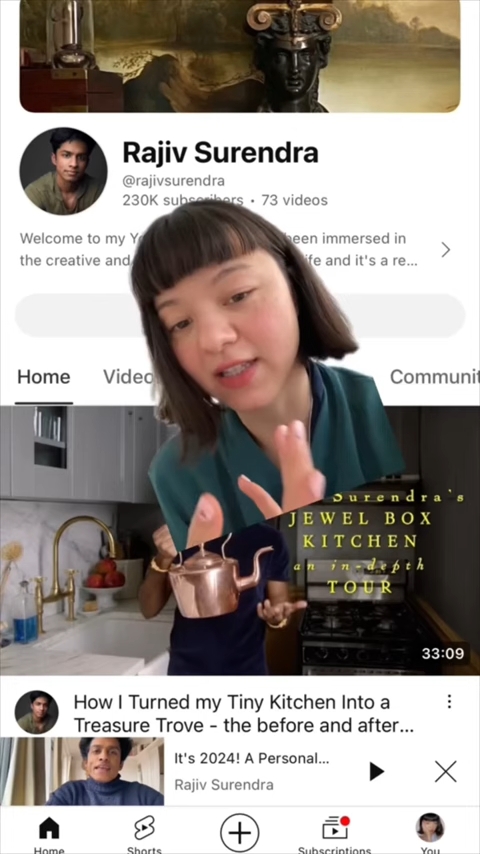 Rajiv Surendra
@rajivsurendra
230K subscribers • 73 videos
Welcome to my been immersed in
the creative and ife and it's a re...
Home Video Communit
Surendra's
JEWEL BOX
KITCHEN
an in-depth
TOUR
33:09
How I Turned my Tiny Kitchen Into a
Treasure Trove - the before and after...
It's 2024! A Personal...
Rajiv Surendra
Home Shorts Subscriptions You